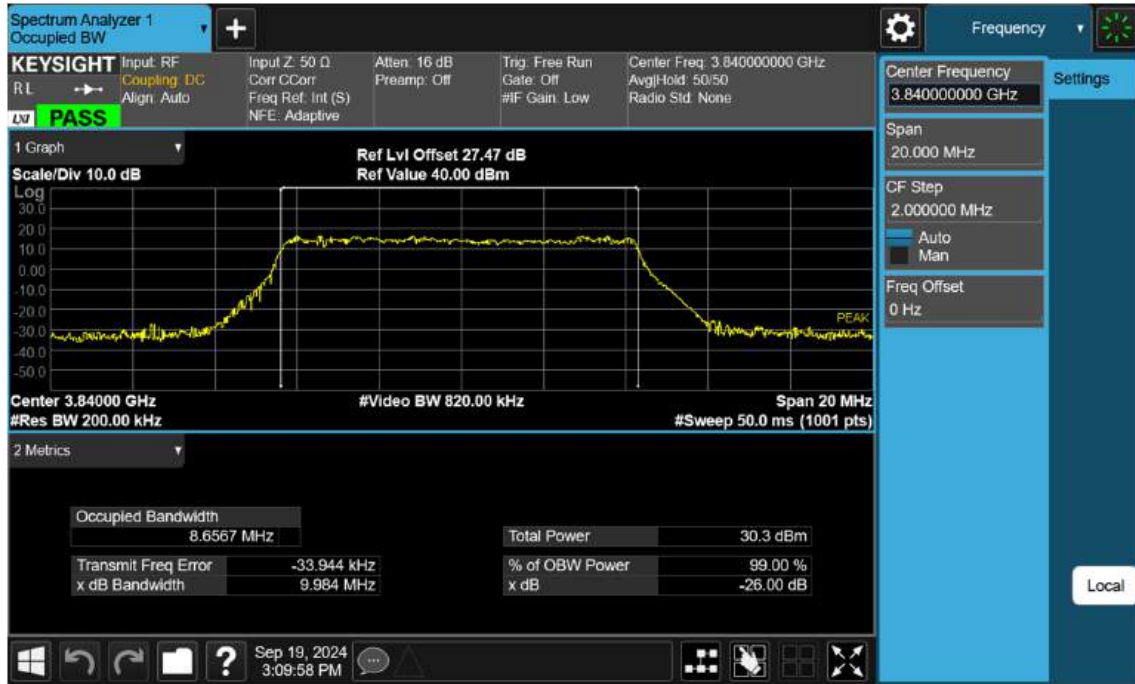 Spectrum Analyzer 1
Occupied BW
+
Frequency
KEYSIGHT
R L
LXI PASS
Input: RF
Coupling: DC
Align: Auto
Input Z: 50 Ω
Corr CCorr
Freq Ref: Int (S)
NFE: Adaptive
Atten: 16 dB
Preamp: Off
Trig: Free Run
Gate: Off
#IF Gain: Low
Center Freq: 3.840000000 GHz
Avg|Hold: 50/50
Radio Std: None
1 Graph
Scale/Div 10.0 dB
Ref Lvl Offset 27.47 dB
Ref Value 40.00 dBm
Log
30.0
20.0
10.0
0.00
-10.0
-20.0
-30.0
-40.0
-50.0
PEAK
Center 3.84000 GHz
#Video BW 820.00 kHz
Span 20 MHz
#Res BW 200.00 kHz
#Sweep 50.0 ms (1001 pts)
2 Metrics
Occupied Bandwidth
8.6567 MHz
Total Power 30.3 dBm
Transmit Freq Error -33.944 kHz
% of OBW Power 99.00 %
x dB Bandwidth 9.984 MHz
x dB -26.00 dB
?
Sep 19, 2024
3:09:58 PM
Center Frequency
3.840000000 GHz
Settings
Span
20.000 MHz
CF Step
2.000000 MHz
Auto
Man
Freq Offset
0 Hz
Local